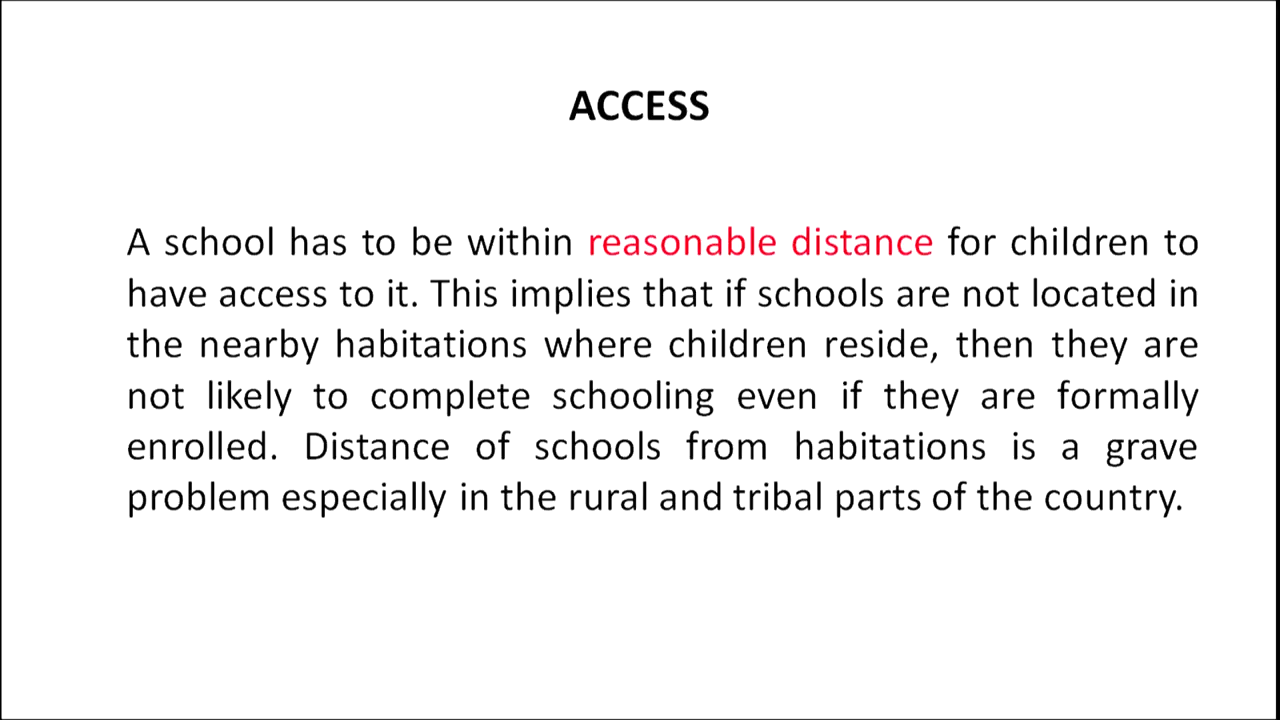 ACCESS
A school has to be within reasonable distance for children to
have access to it. This implies that if schools are not located in
the nearby habitations where children reside, then they are
not likely to complete schooling even if they are formally
enrolled. Distance of schools from habitations is a grave
problem especially in the rural and tribal parts of the country.